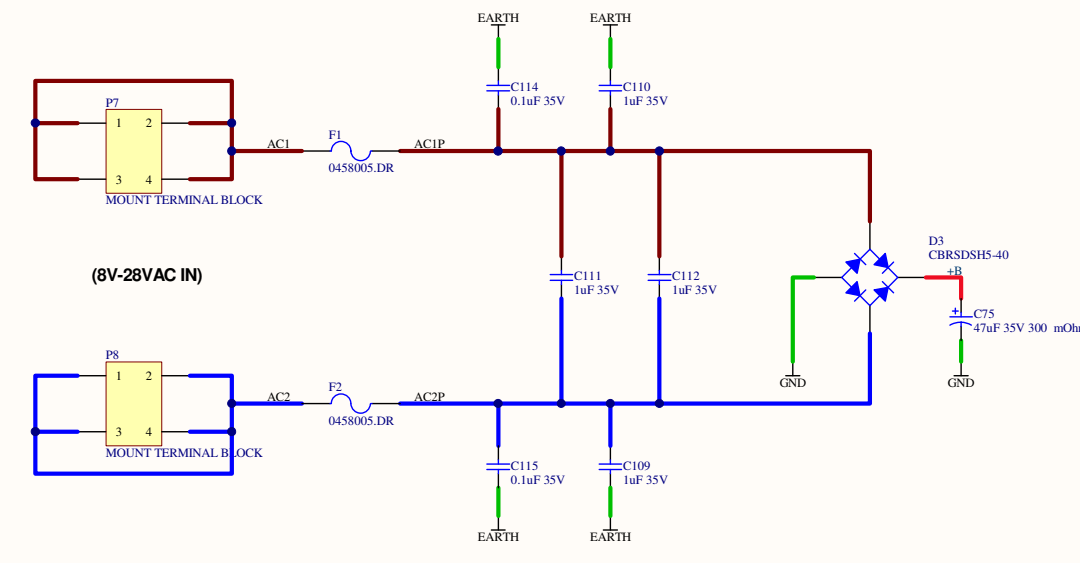 EARTH
EARTH
C114
0.1uF 35V
C110
1uF 35V
P7
1
2
3
4
MOUNT TERMINAL BLOCK
AC1
F1
0458005.DR
AC1P
(8V-28VAC IN)
C111
1uF 35V
C112
1uF 35V
D3
CBRSDSH5-40
+B
+
C75
47uF 35V 300 mOhm
GND
GND
P8
1
2
3
4
MOUNT TERMINAL BLOCK
AC2
F2
0458005.DR
AC2P
C115
0.1uF 35V
C109
1uF 35V
EARTH
EARTH